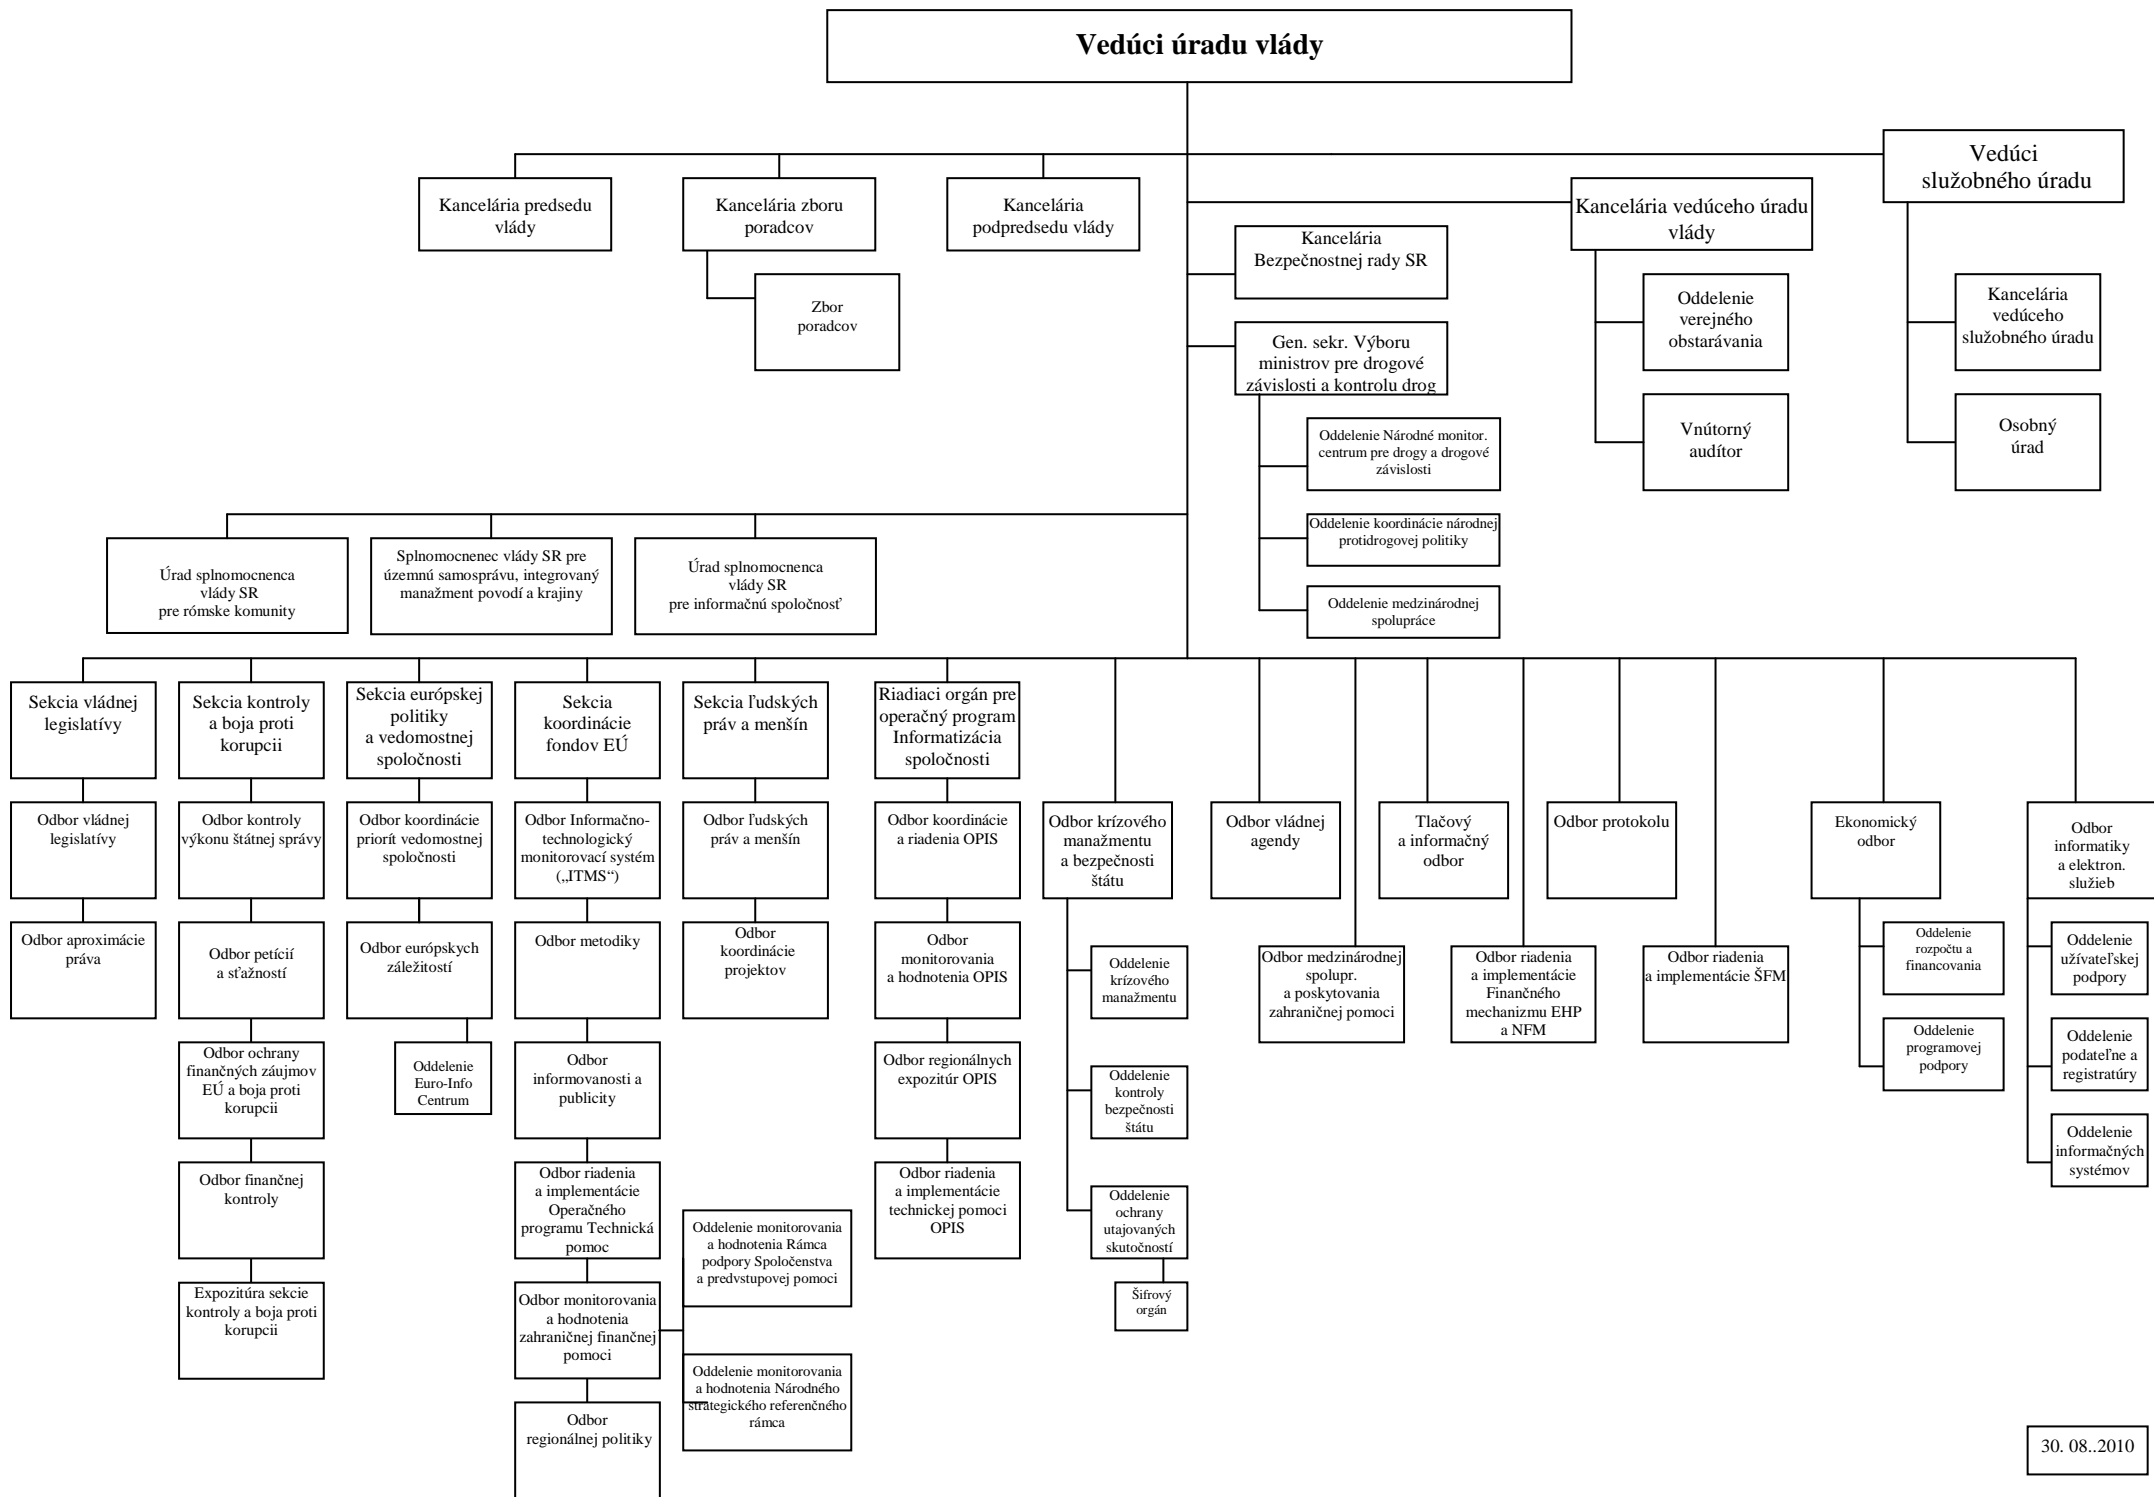 Vedúci úradu vlády
Vedúci
služobného úradu
Kancelária predsedu
vlády
Kancelária zboru
poradcov
Kancelária
podpredsedu vlády
Kancelária vedúceho úradu
vlády
Kancelária
Bezpečnostnej rady SR
Zbor
poradcov
Oddelenie
verejného
obstarávania
Kancelária
vedúceho
služobného úradu
Gen. sekr. Výboru
ministrov pre drogové
závislosti a kontrolu drog
Vnútorný
audítor
Osobný
úrad
Oddelenie Národné monitor.
centrum pre drogy a drogové
závislosti
Oddelenie koordinácie národnej
protidrogovej politiky
Oddelenie medzinárodnej
spolupráce
Úrad splnomocnenca
vlády SR
pre rómske komunity
Splnomocnenec vlády SR pre
územnú samosprávu, integrovaný
manažment povodí a krajiny
Úrad splnomocnenca
vlády SR
pre informačnú spoločnosť
Sekcia vládnej
legislatívy
Sekcia kontroly
a boja proti
korupcii
Sekcia európskej
politiky
a vedomostnej
spoločnosti
Sekcia
koordinácie
fondov EÚ
Sekcia ľudských
práv a menšín
Riadiaci orgán pre
operačný program
Informatizácia
spoločnosti
Odbor vládnej
legislatívy
Odbor kontroly
výkonu štátnej správy
Odbor koordinácie
priorít vedomostnej
spoločnosti
Odbor Informačno-
technologický
monitorovací systém
(„ITMS“)
Odbor ľudských
práv a menšín
Odbor koordinácie
a riadenia OPIS
Odbor krízového
manažmentu
a bezpečnosti
štátu
Odbor vládnej
agendy
Tlačový
a informačný
odbor
Odbor protokolu
Ekonomický
odbor
Odbor
informatiky
a elektron.
služieb
Odbor aproximácie
práva
Odbor petícií
a sťažností
Odbor európskych
záležitostí
Odbor metodiky
Odbor
koordinácie
projektov
Odbor
monitorovania
a hodnotenia OPIS
Oddelenie
krízového
manažmentu
Odbor medzinárodnej
spolupr.
a poskytovania
zahraničnej pomoci
Odbor riadenia
a implementácie
Finančného
mechanizmu EHP
a NFM
Odbor riadenia
a implementácie ŠFM
Oddelenie
rozpočtu a
financovania
Oddelenie
užívateľskej
podpory
Odbor ochrany
finančných záujmov
EÚ a boja proti
korupcii
Oddelenie
Euro-Info
Centrum
Odbor
informovanosti a
publicity
Odbor regionálnych
expozitúr OPIS
Oddelenie
kontroly
bezpečnosti
štátu
Oddelenie
programovej
podpory
Oddelenie
podateľne a
registratúry
Odbor finančnej
kontroly
Odbor riadenia
a implementácie
Operačného
programu Technická
pomoc
Oddelenie monitorovania
a hodnotenia Rámca
podpory Spoločenstva
a predvstupovej pomoci
Odbor riadenia
a implementácie
technickej pomoci
OPIS
Oddelenie
ochrany
utajovaných
skutočností
Oddelenie
informačných
systémov
Expozitúra sekcie
kontroly a boja proti
korupcii
Odbor monitorovania
a hodnotenia
zahraničnej finančnej
pomoci
Šifrový
orgán
Oddelenie monitorovania
a hodnotenia Národného
strategického referenčného
rámca
Odbor
regionálnej politiky
30. 08..2010